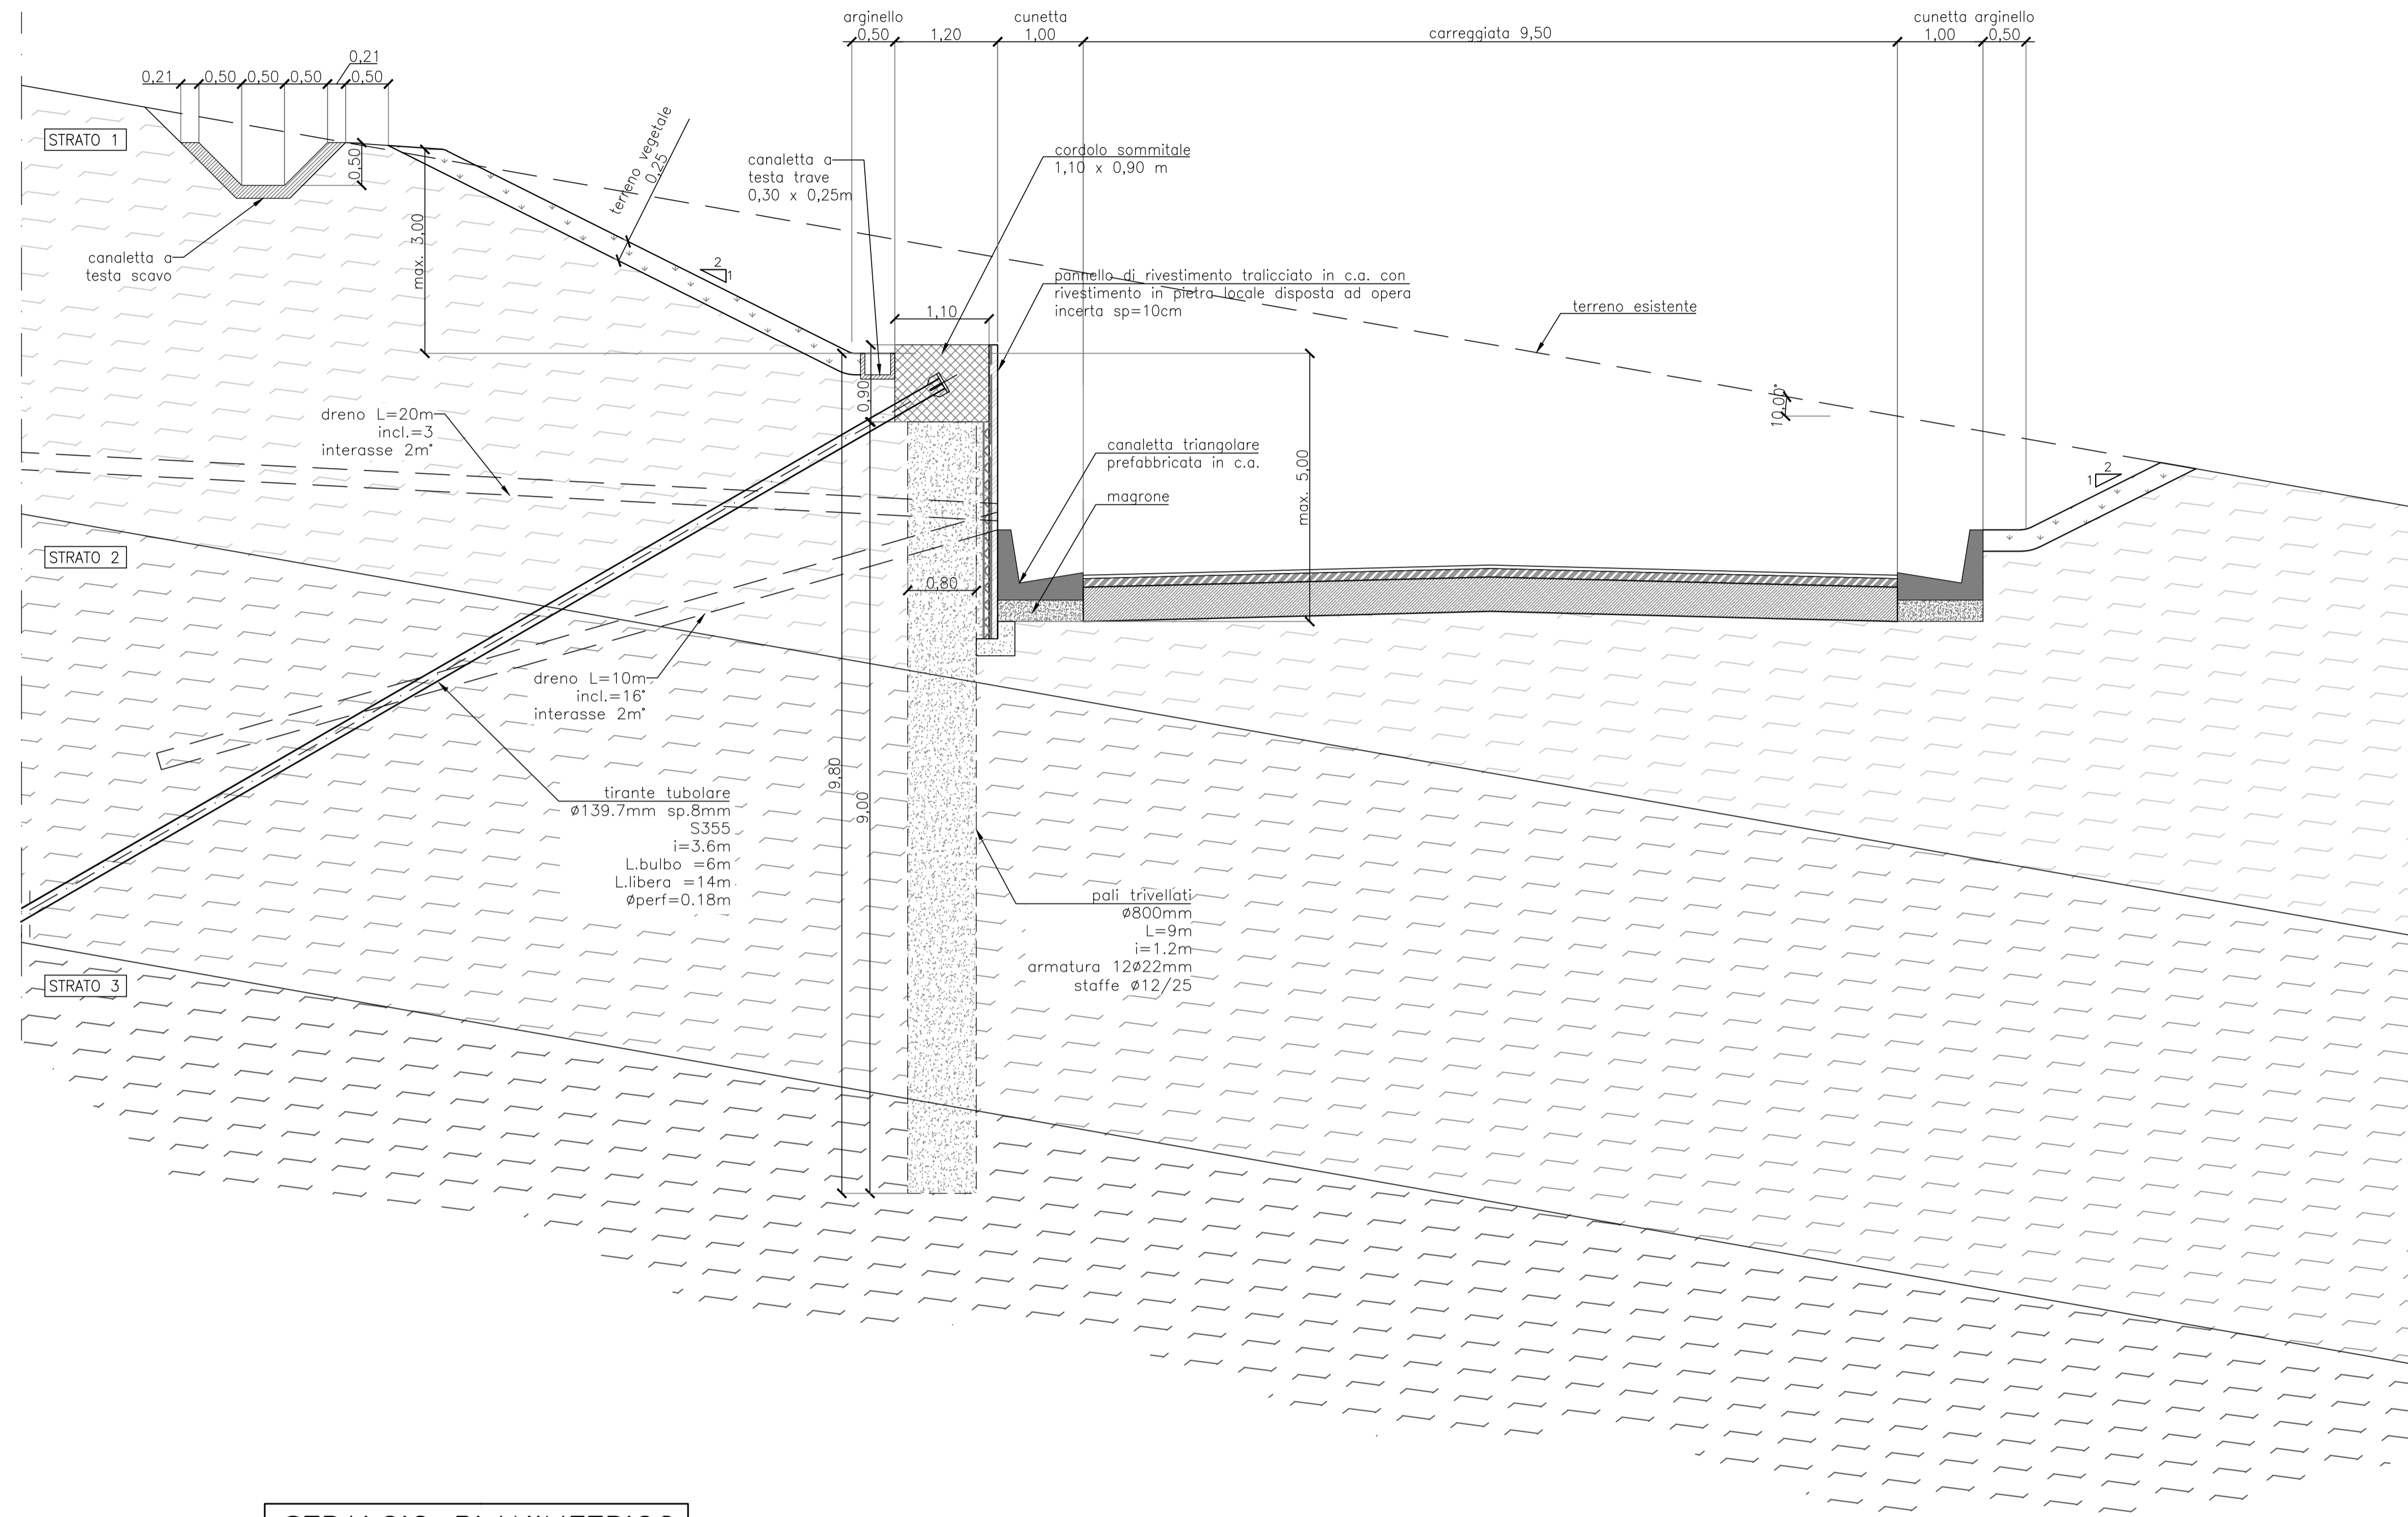 arginello
cunetta
cunetta arginello
0,50
1,20
1,00
carreggiata 9,50
1,00
0,50
0,21
0,21
0,50
0,50
0,50
0,50
STRATO 1
0,50
canaletta a
testa scavo
max. 3,00
terreno vegetale
0,25
canaletta a
testa trave
0,30 x 0,25m
cordolo sommitale
1,10 x 0,90 m
2
1
pannello di rivestimento tralicciato in c.a. con
rivestimento in pietra locale disposta ad opera
incerta sp=10cm
terreno esistente
1,10
0,90
10,00°
dreno L=20m
incl.=3
interasse 2m°
canaletta triangolare
prefabbricata in c.a.
magrone
max. 5,00
2
1
STRATO 2
0,80
dreno L=10m
incl.=16°
interasse 2m°
9,80
9,00
tirante tubolare
ø139.7mm sp.8mm
S355
i=3.6m
L.bulbo =6m
L.libera =14m
øperf=0.18m
pali trivellati
ø800mm
L=9m
i=1.2m
armatura 12ø22mm
staffe ø12/25
STRATO 3